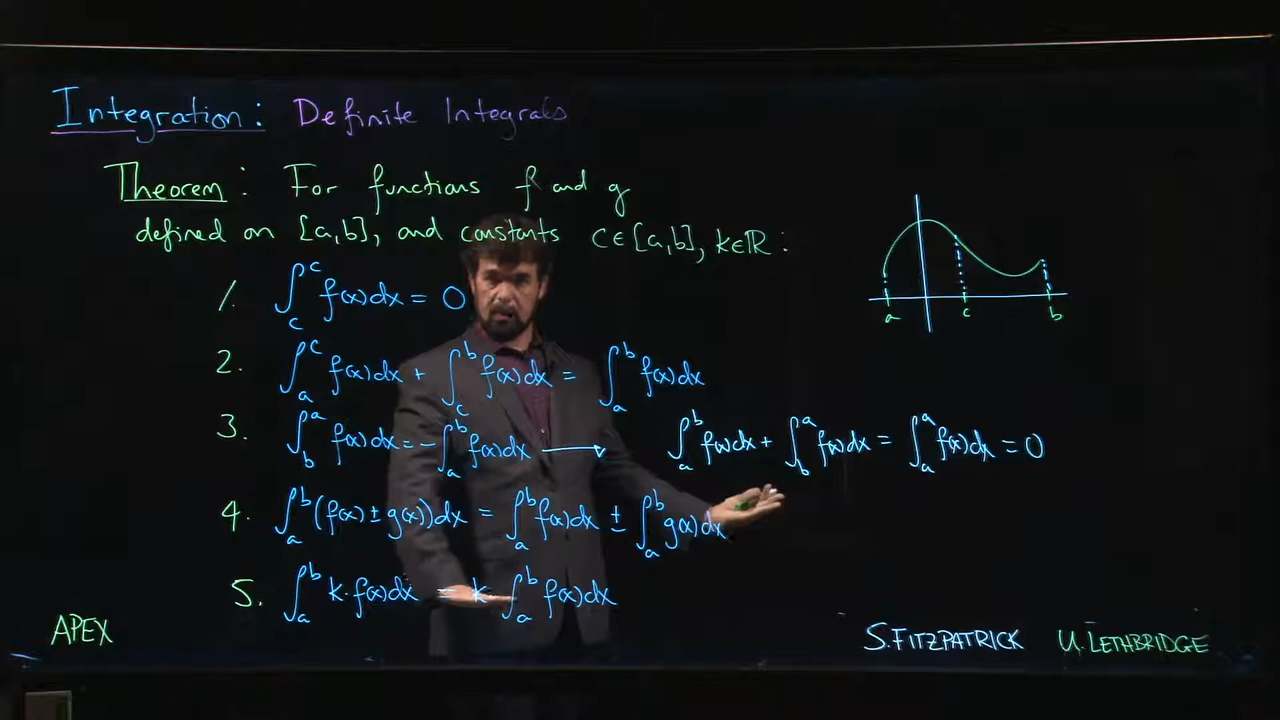 Integration: Definite Integrals
Theorem: For functions f and g
defined on [a,b], and constants c∈[a,b], k∈ℝ:
1. ∫_c^c f(x)dx = 0
2. ∫_a^c f(x)dx + ∫_c^b f(x)dx = ∫_a^b f(x)dx
3. ∫_b^a f(x)dx = -∫_a^b f(x)dx → ∫_a^b f(x)dx + ∫_b^a f(x)dx = ∫_a^a f(x)dx = 0
4. ∫_a^b (f(x) ± g(x))dx = ∫_a^b f(x)dx ± ∫_a^b g(x)dx
5. ∫_a^b k·f(x)dx = k ∫_a^b f(x)dx
a c b
APEX
S. FITZPATRICK U. LETHBRIDGE